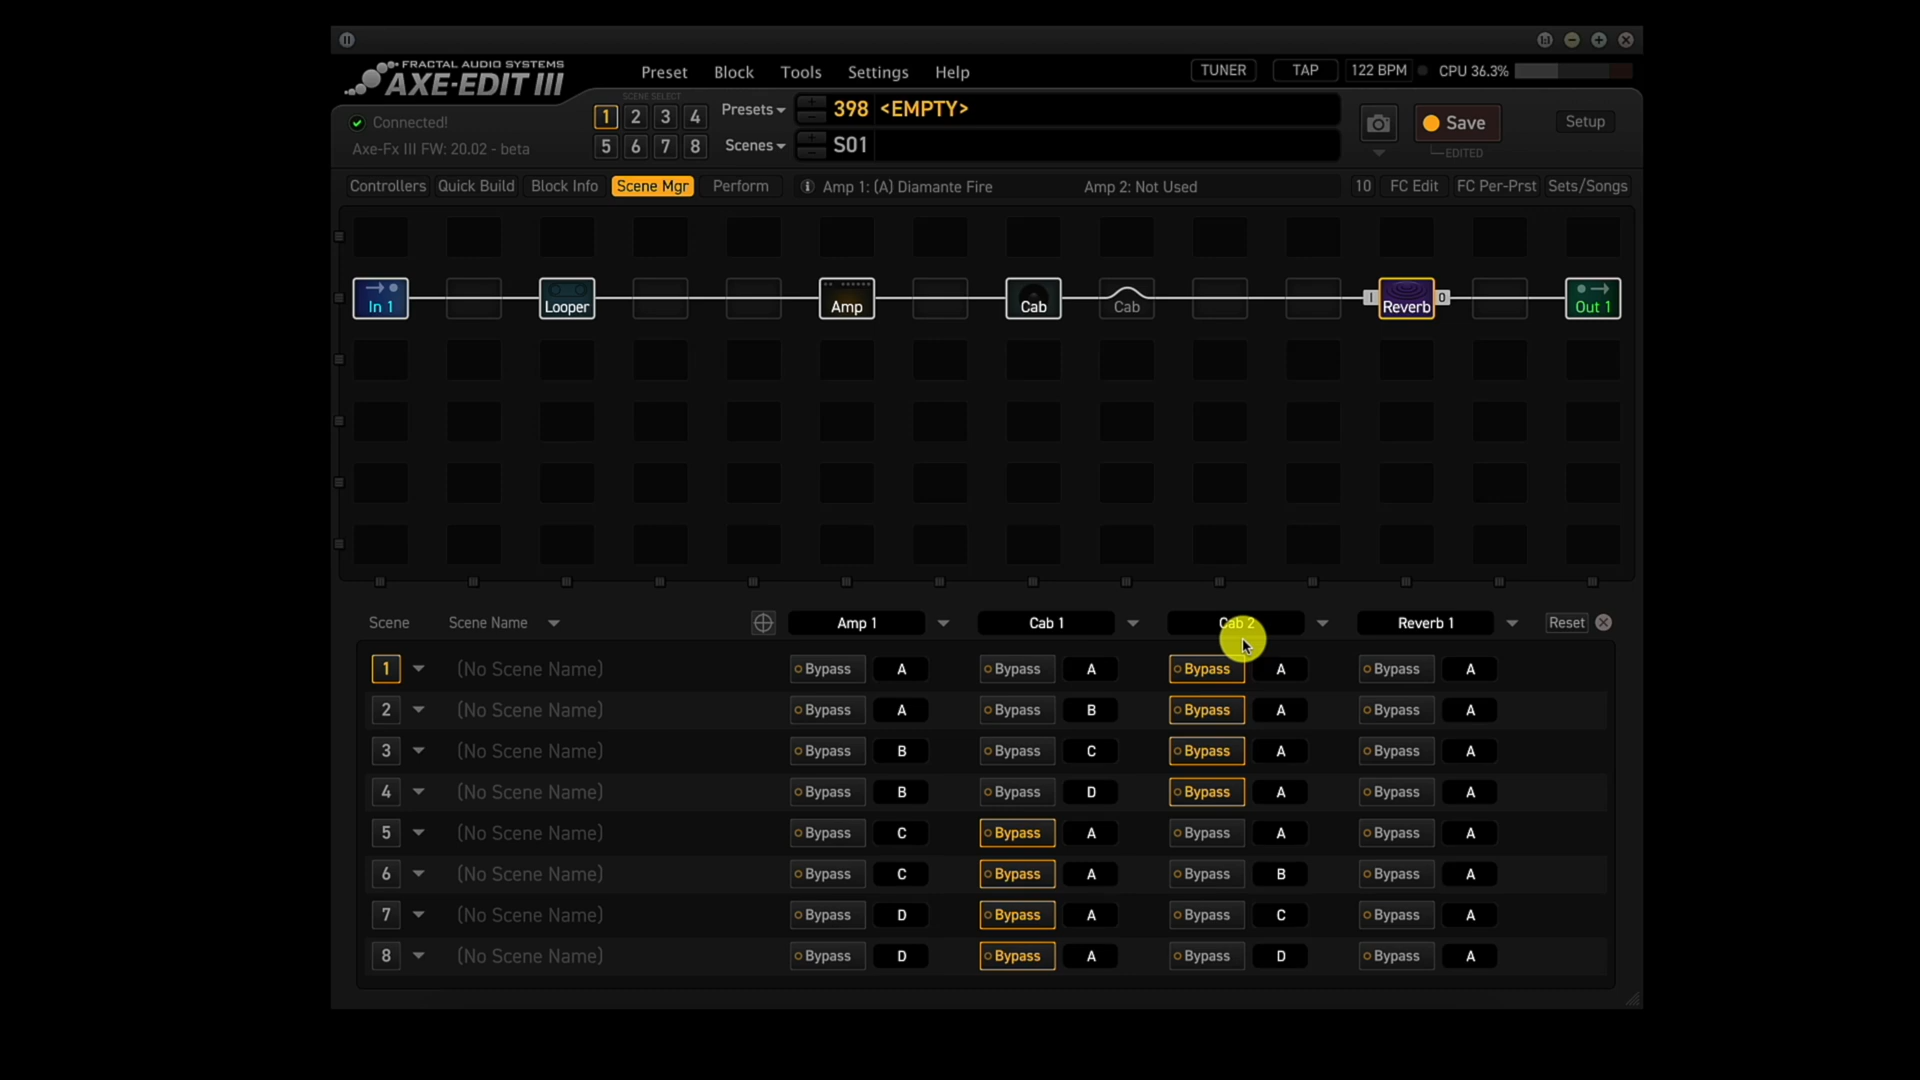 FRACTAL AUDIO SYSTEMS
AXE-EDIT III
Preset Block Tools Settings Help
TUNER TAP 122 BPM CPU 36.3%
SCENE SELECT
1 2 3 4 Presets 398 <EMPTY>
Connected! Save Setup
Axe-Fx III FW: 20.02 - beta 5 6 7 8 Scenes S01 EDITED
Controllers Quick Build Block Info Scene Mgr Perform Amp 1: (A) Diamante Fire Amp 2: Not Used 10 FC Edit FC Per-Prst Sets/Songs
In 1 Looper Amp Cab Cab I Reverb O Out 1
Scene Scene Name Amp 1 Cab 1 Cab 2 Reverb 1 Reset
1 (No Scene Name) Bypass A Bypass A Bypass A Bypass A
2 (No Scene Name) Bypass A Bypass B Bypass A Bypass A
3 (No Scene Name) Bypass B Bypass C Bypass A Bypass A
4 (No Scene Name) Bypass B Bypass D Bypass A Bypass A
5 (No Scene Name) Bypass C Bypass A Bypass A Bypass A
6 (No Scene Name) Bypass C Bypass A Bypass B Bypass A
7 (No Scene Name) Bypass D Bypass A Bypass C Bypass A
8 (No Scene Name) Bypass D Bypass A Bypass D Bypass A